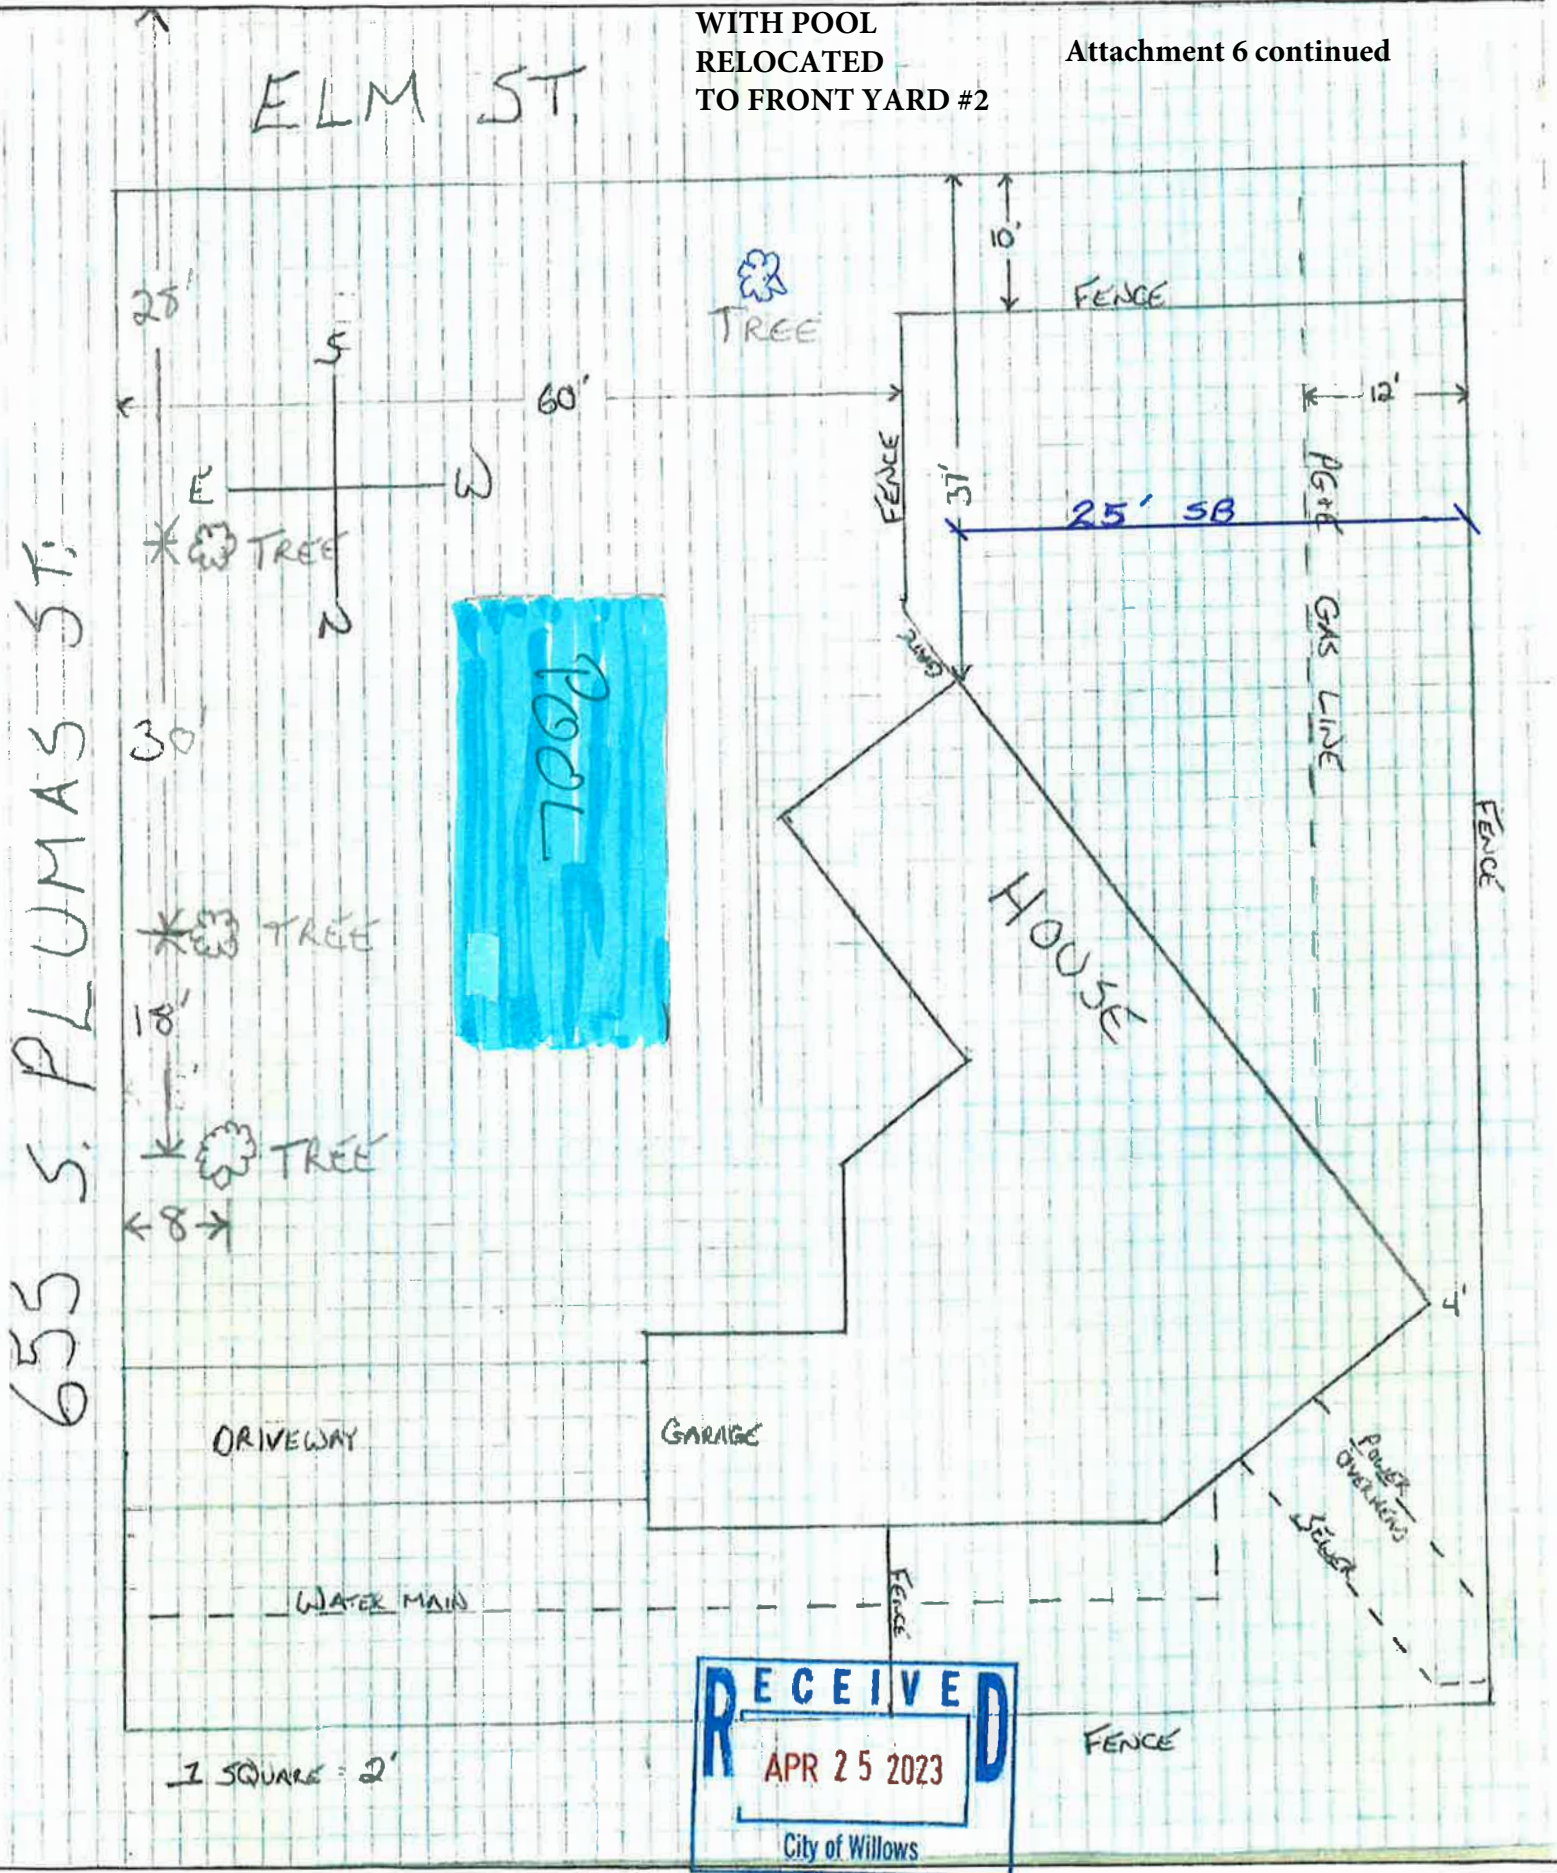 WITH POOL
RELOCATED
TO FRONT YARD #2
Attachment 6 continued
ELM ST.
10'
28'
TREE
FENCE
S
60'
12'
FENCE
37'
E
W
25' SB
PG+E GAS LINE
TREE
N
GATE
POOL
30'
655 S. PLUMAS ST.
FENCE
HOUSE
TREE
18'
TREE
8
4'
DRIVEWAY
GARAGE
POWER
OVERHEAD
SEWER
WATER MAIN
FENCE
RECEIVED
APR 25 2023
City of Willows
FENCE
1 SQUARE = 2'